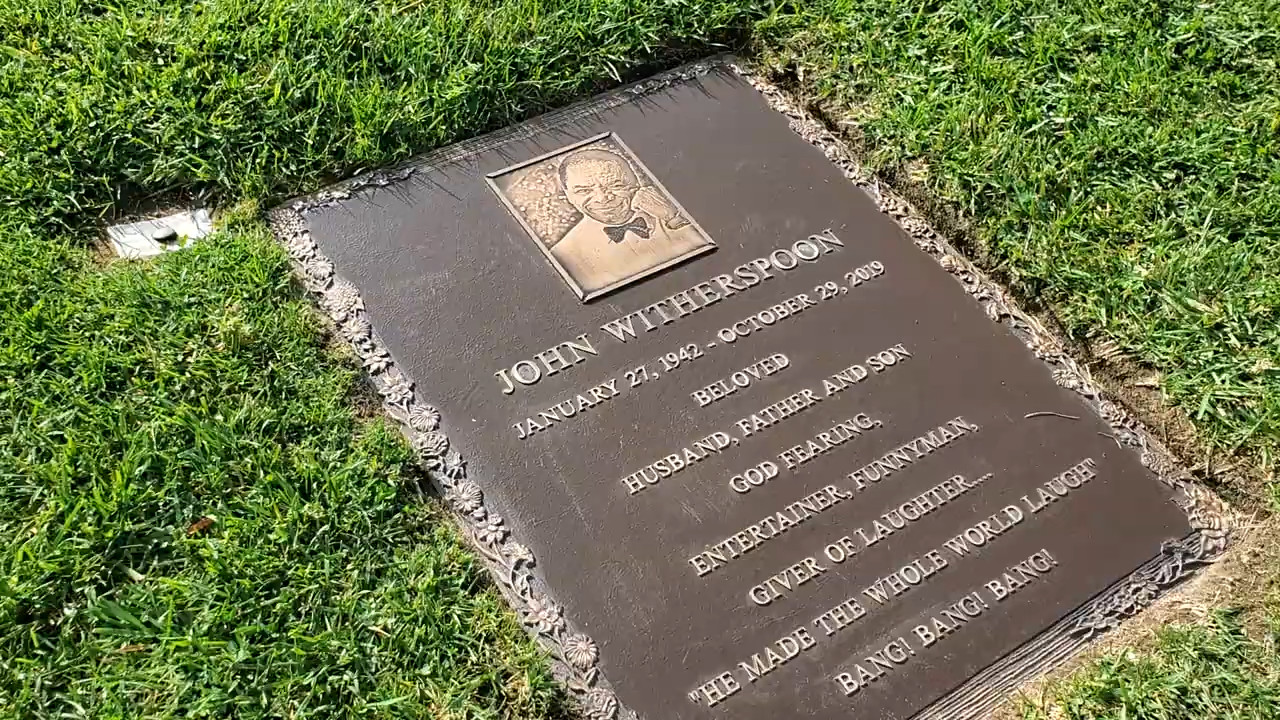 JOHN WITHERSPOON
JANUARY 27, 1942 - OCTOBER 29, 2019
BELOVED
HUSBAND, FATHER AND SON
GOD FEARING,
ENTERTAINER, FUNNYMAN,
GIVER OF LAUGHTER...
"HE MADE THE WHOLE WORLD LAUGH"
BANG! BANG! BANG!